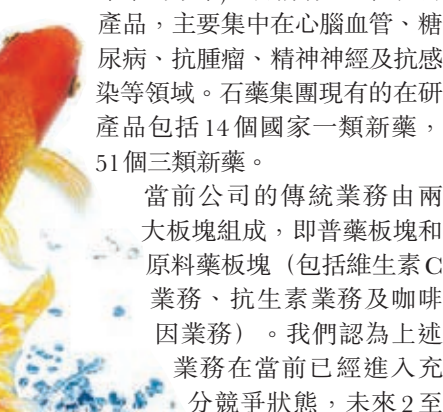 產品，主要集中在心腦血管、糖
尿病、抗腫瘤、精神神經及抗感
染等領域。石藥集團現有的在研
產品包括14個國家一類新藥，
51個三類新藥。
當前公司的傳統業務由兩
大板塊組成，即普藥板塊和
原料藥板塊（包括維生素C
業務、抗生素業務及咖啡
因業務）。我們認為上述
業務在當前已經進入充
分競爭狀態，未來2至